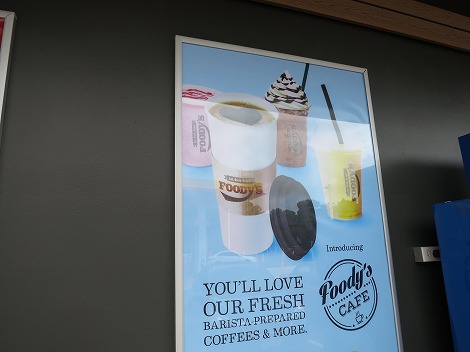 FOODY'S
FOODY'S
Introducing
Foody's
CAFE
YOU'LL LOVE
OUR FRESH
BARISTA-PREPARED
COFFEES & MORE.